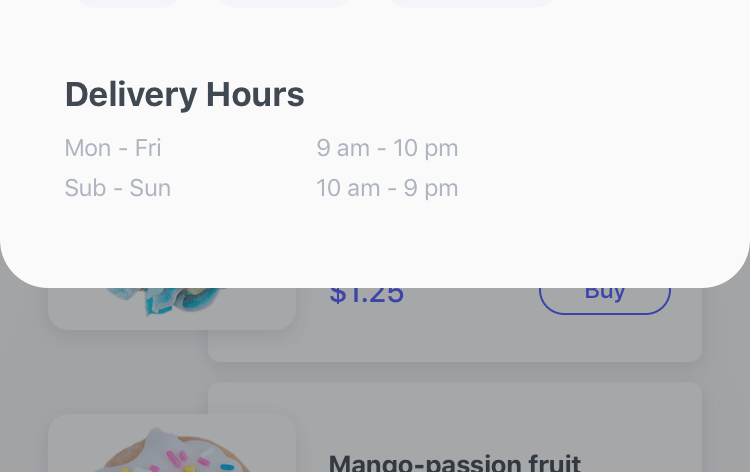 Delivery Hours
Mon - Fri 9 am - 10 pm
Sub - Sun 10 am - 9 pm
$1.25 Buy
Mango-passion fruit